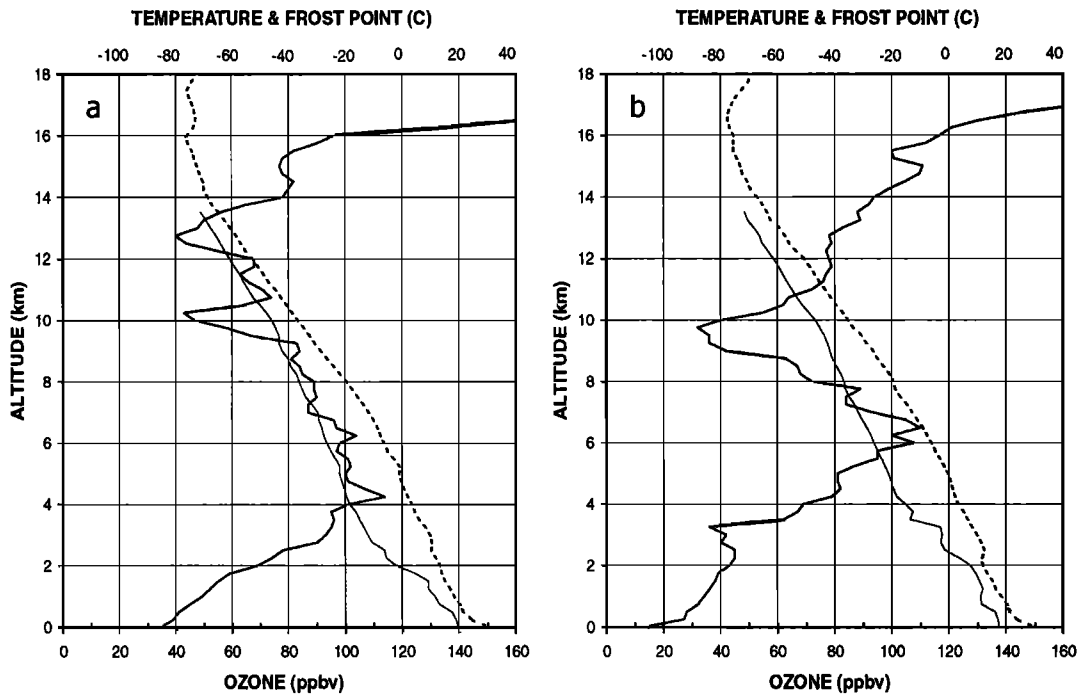 TEMPERATURE & FROST POINT (C)
-100 -80 -60 -40 -20 0 20 40
18
16
14
12
10
8
6
4
2
0
ALTITUDE (km)
a
0 20 40 60 80 100 120 140 160
OZONE (ppbv)
TEMPERATURE & FROST POINT (C)
-100 -80 -60 -40 -20 0 20 40
18
16
14
12
10
8
6
4
2
0
ALTITUDE (km)
b
0 20 40 60 80 100 120 140 160
OZONE (ppbv)